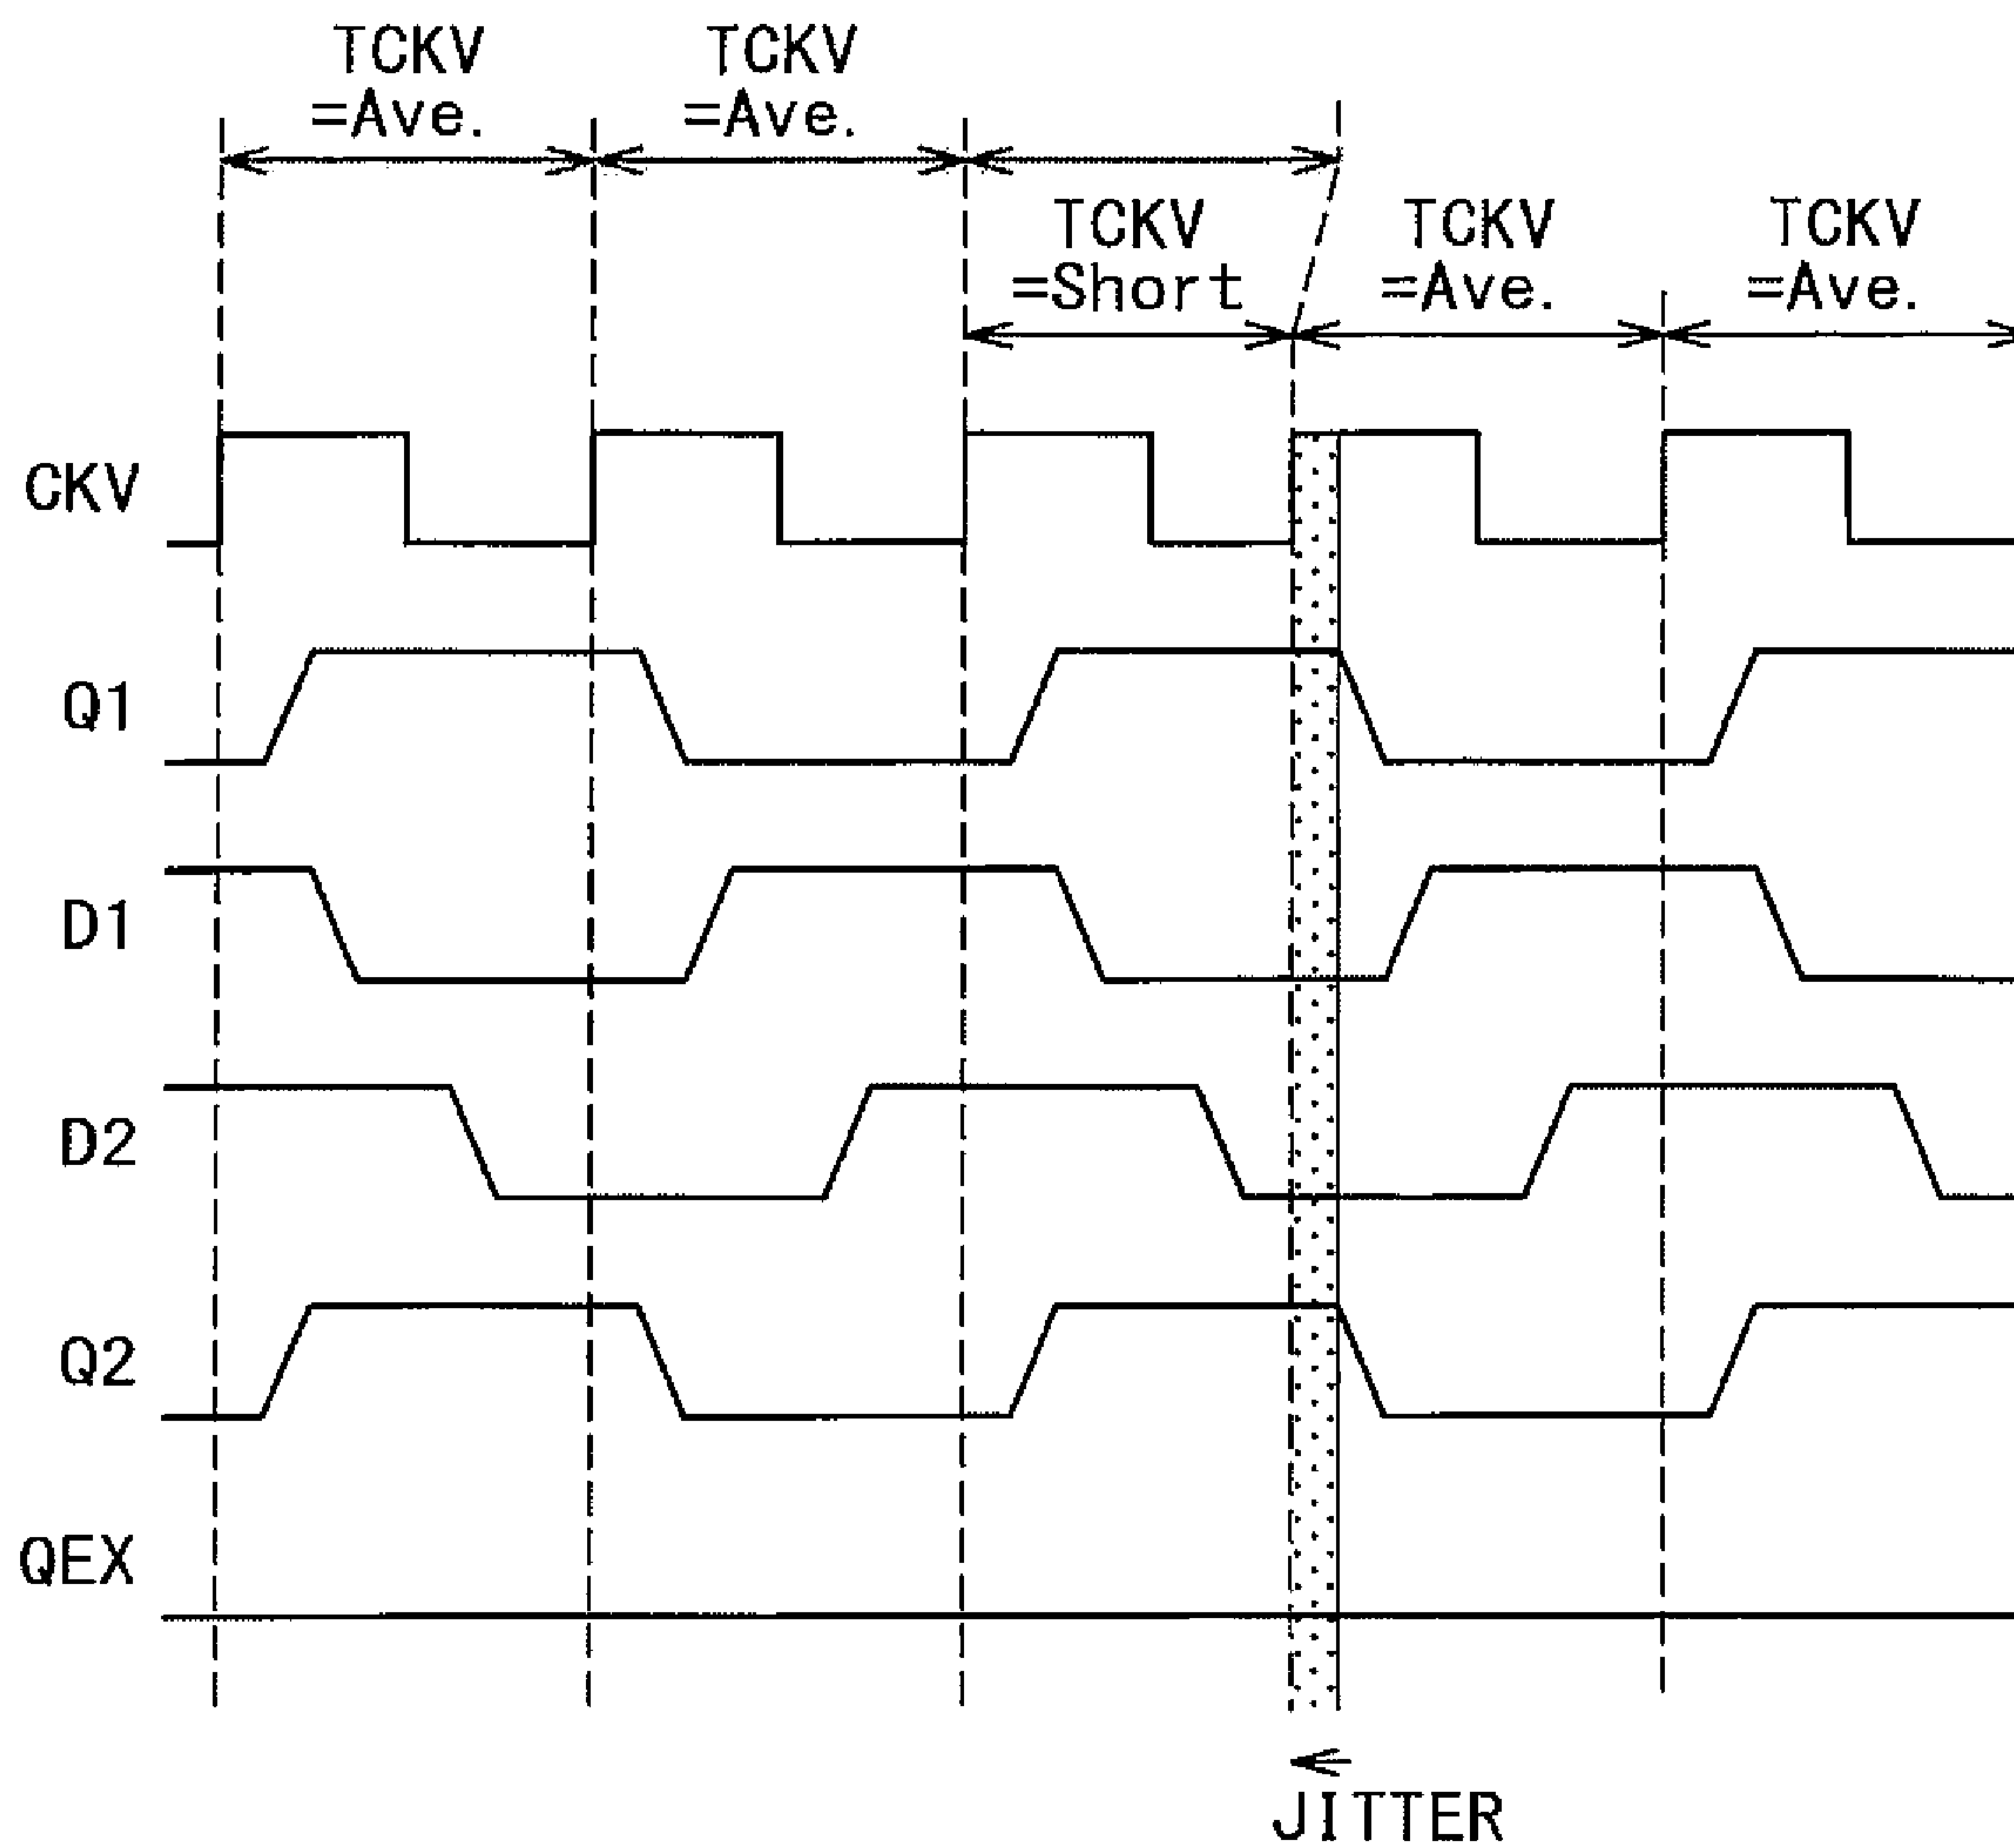 TCKV
=Ave.
TCKV
=Ave.
TCKV
=Short
TCKV
=Ave.
TCKV
=Ave.
CKV
Q1
D1
D2
Q2
QEX
JITTER